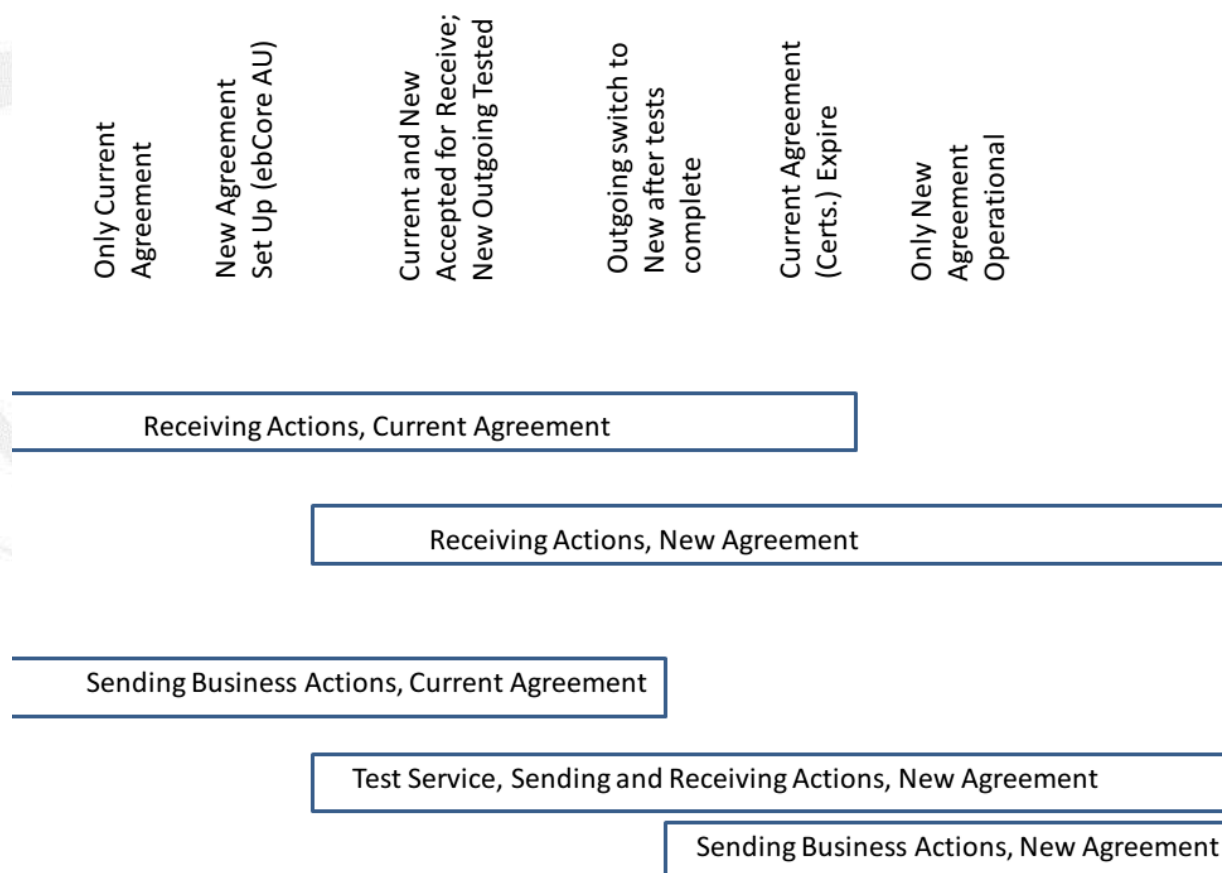 Only Current
Agreement
New Agreement
Set Up (ebCore AU)
Current and New
Accepted for Receive;
New Outgoing Tested
Outgoing switch to
New after tests
complete
Current Agreement
(Certs.) Expire
Only New
Agreement
Operational
Receiving Actions, Current Agreement
Receiving Actions, New Agreement
Sending Business Actions, Current Agreement
Test Service, Sending and Receiving Actions, New Agreement
Sending Business Actions, New Agreement